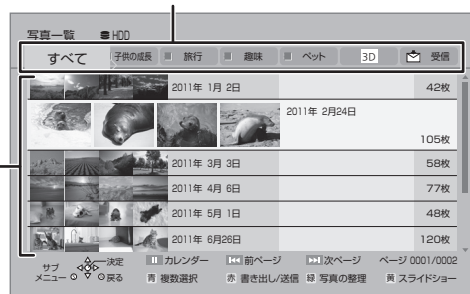 写真一覧 HDD
すべて 子供の成長 旅行 趣味 ペット 3D 受信
2011年 1月 2日 42枚
2011年 2月24日
105枚
2011年 3月 3日 58枚
2011年 4月 6日 77枚
2011年 5月 1日 48枚
2011年 6月26日 120枚
サブ メニュー 決定 戻る
カレンダー 前ページ 次ページ ページ 0001/0002
青 複数選択 赤 書き出し/送信 緑 写真の整理 黄 スライドショー